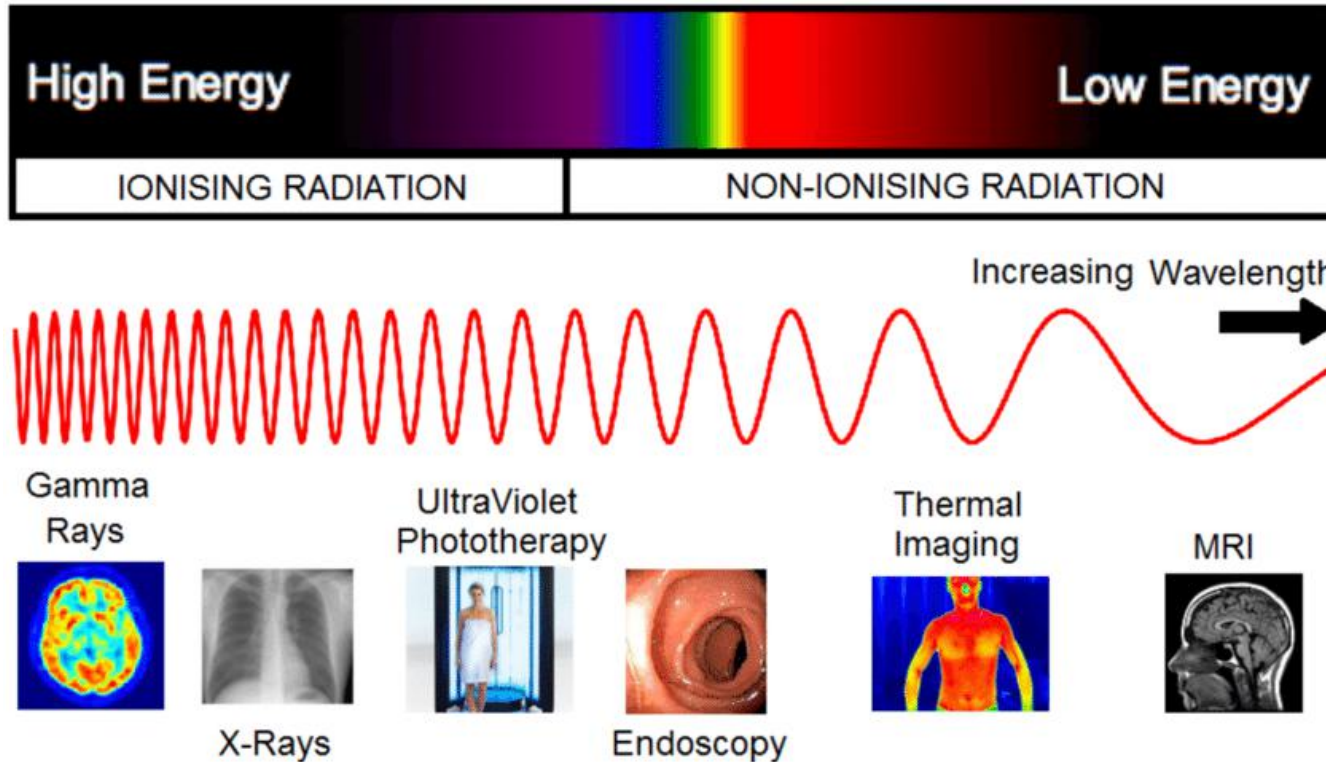 High Energy
Low Energy
IONISING RADIATION
NON-IONISING RADIATION
Increasing Wavelength
Gamma
Rays
UltraViolet
Phototherapy
Thermal
Imaging
MRI
X-Rays
Endoscopy